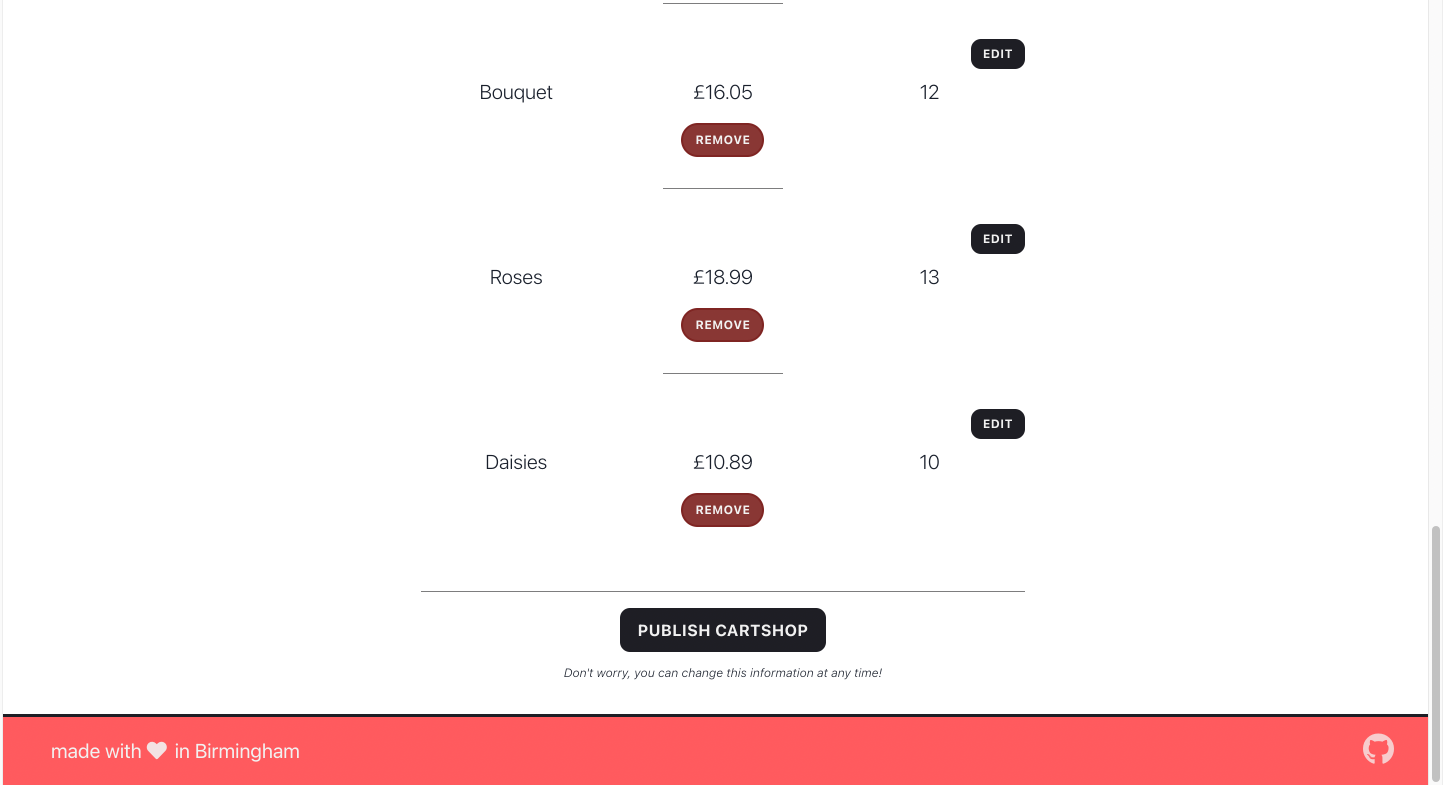 EDIT
Bouquet £16.05 12
REMOVE
EDIT
Roses £18.99 13
REMOVE
EDIT
Daisies £10.89 10
REMOVE
PUBLISH CARTSHOP
Don't worry, you can change this information at any time!
made with in Birmingham